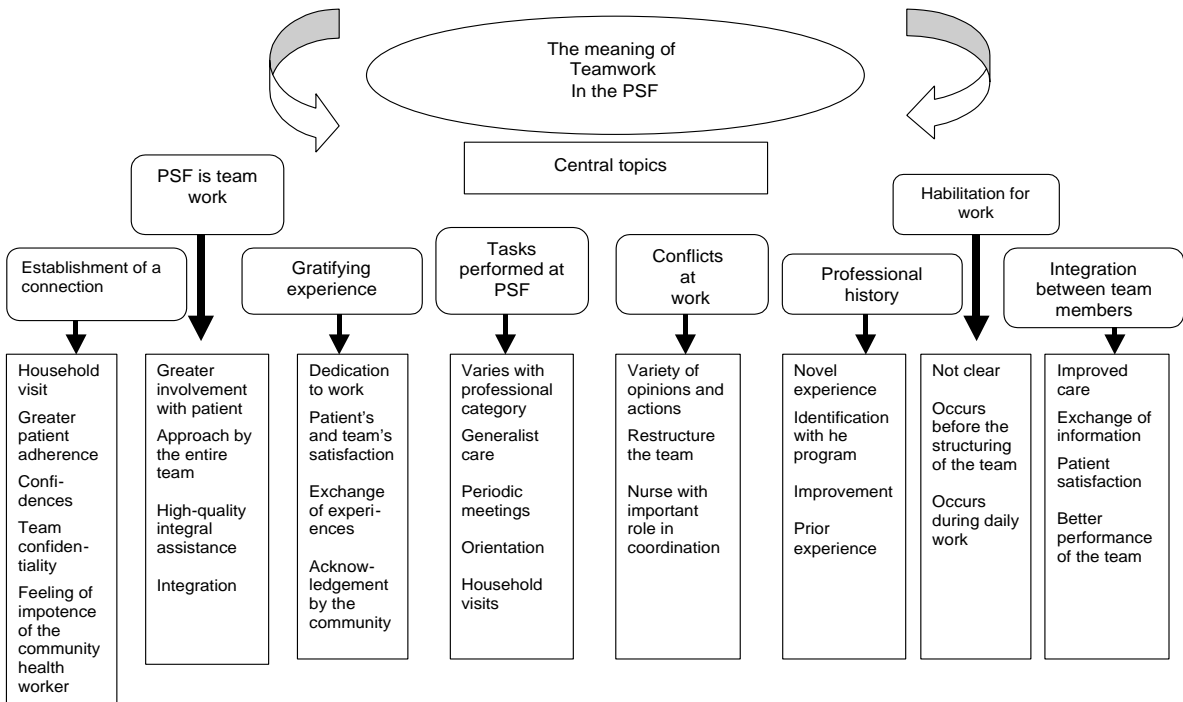 The meaning of
Teamwork
In the PSF
Central topics
PSF is team
work
Habilitation for
work
Establishment of a
connection
Gratifying
experience
Tasks
performed at
PSF
Conflicts
at
work
Professional
history
Integration
between team
members
Household
visit
Greater
patient
adherence
Confi-
dences
Team
confiden-
tiality
Feeling of
impotence
of the
community
health
worker
Greater
involvement
with patient
Approach by
the entire
team
High-quality
integral
assistance
Integration
Dedication
to work
Patient's
and team's
satisfaction
Exchange
of experi-
ences
Acknow-
ledgement
by the
community
Varies with
professional
category
Generalist
care
Periodic
meetings
Orientation
Household
visits
Variety of
opinions and
actions
Restructure
the team
Nurse with
important
role in
coordination
Novel
experience
Identification
with he
program
Improvement
Prior
experience
Not clear
Occurs
before the
structuring
of the team
Occurs
during daily
work
Improved
care
Exchange of
information
Patient
satisfaction
Better
performance
of the team